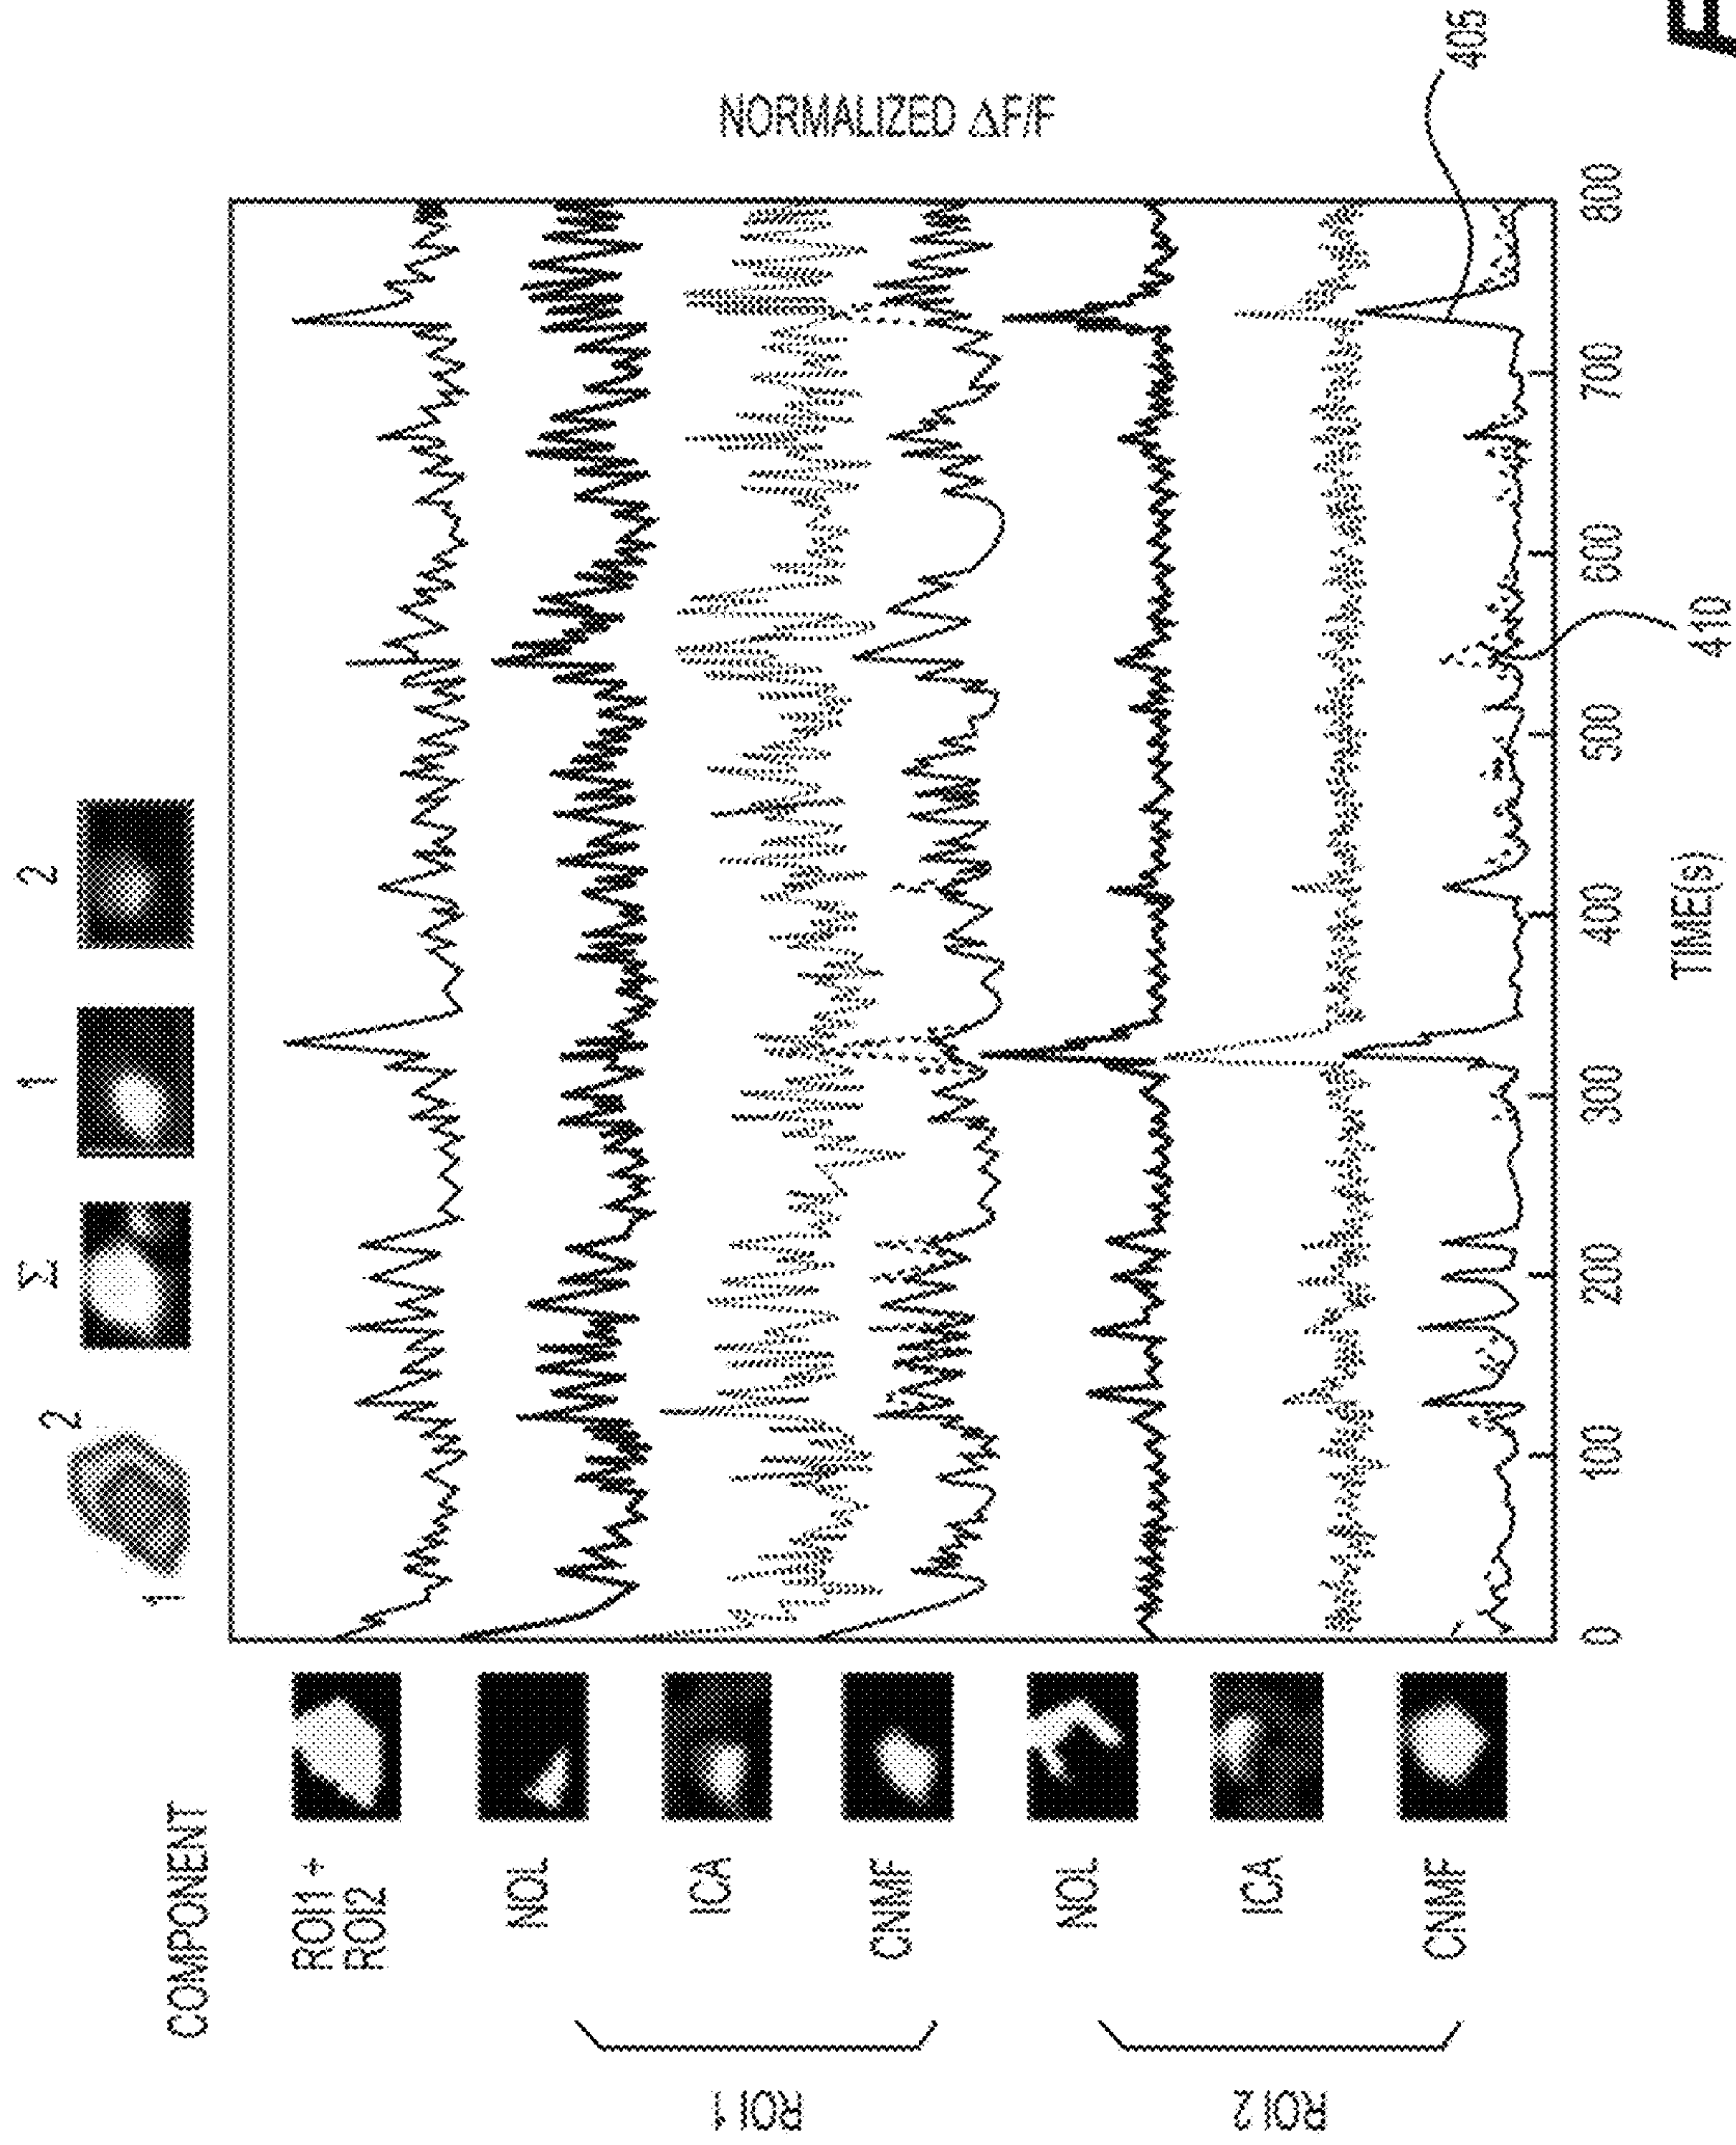 2
1
Σ
1
2
COMPONENT
ROI1 +
ROI2
NOL
ICA
CNMF
NOL
ICA
CNMF
ROI 1
ROI 2
NORMALIZED ΔF/F
405
410
0
100
200
300
400
500
600
700
800
TIME(s)